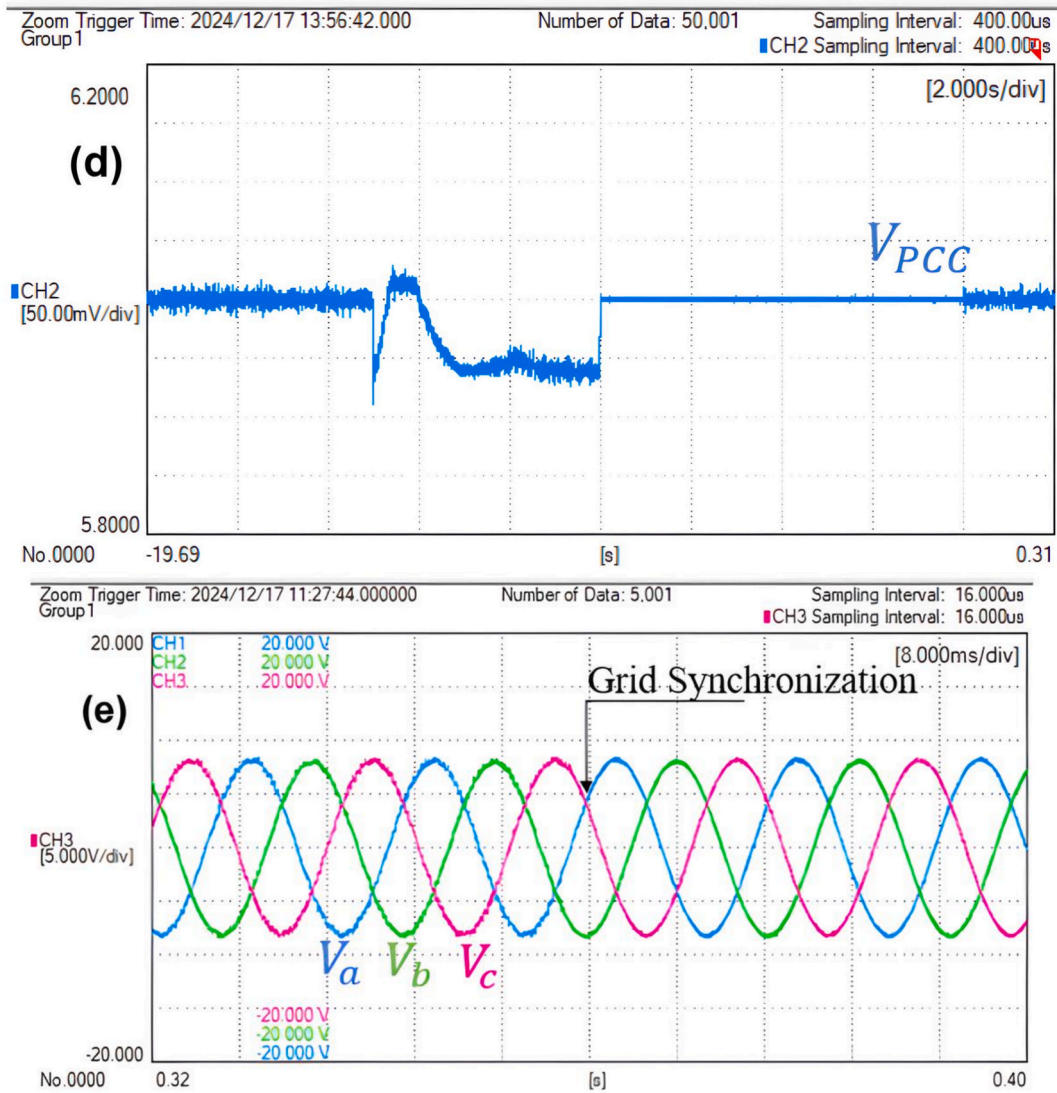 Zoom Trigger Time: 2024/12/17 13:56:42.000 Number of Data: 50,001 Sampling Interval: 400.00us
Group1 CH2 Sampling Interval: 400.00us
6.2000 [2.000s/div]
(d)
V_PCC
CH2
[50.00mV/div]
5.8000
No.0000 -19.69 [s] 0.31
Zoom Trigger Time: 2024/12/17 11:27:44.000000 Number of Data: 5,001 Sampling Interval: 16.000us
Group1 CH3 Sampling Interval: 16.000us
20.000 CH1 20.000 V [8.000ms/div]
CH2 20 000 V
CH3 20.000 V
Grid Synchronization
(e)
CH3
[5.000V/div]
V_a V_b V_c
-20.000 V
-20 000 V
-20.000 -20 000 V
No.0000 0.32 [s] 0.40